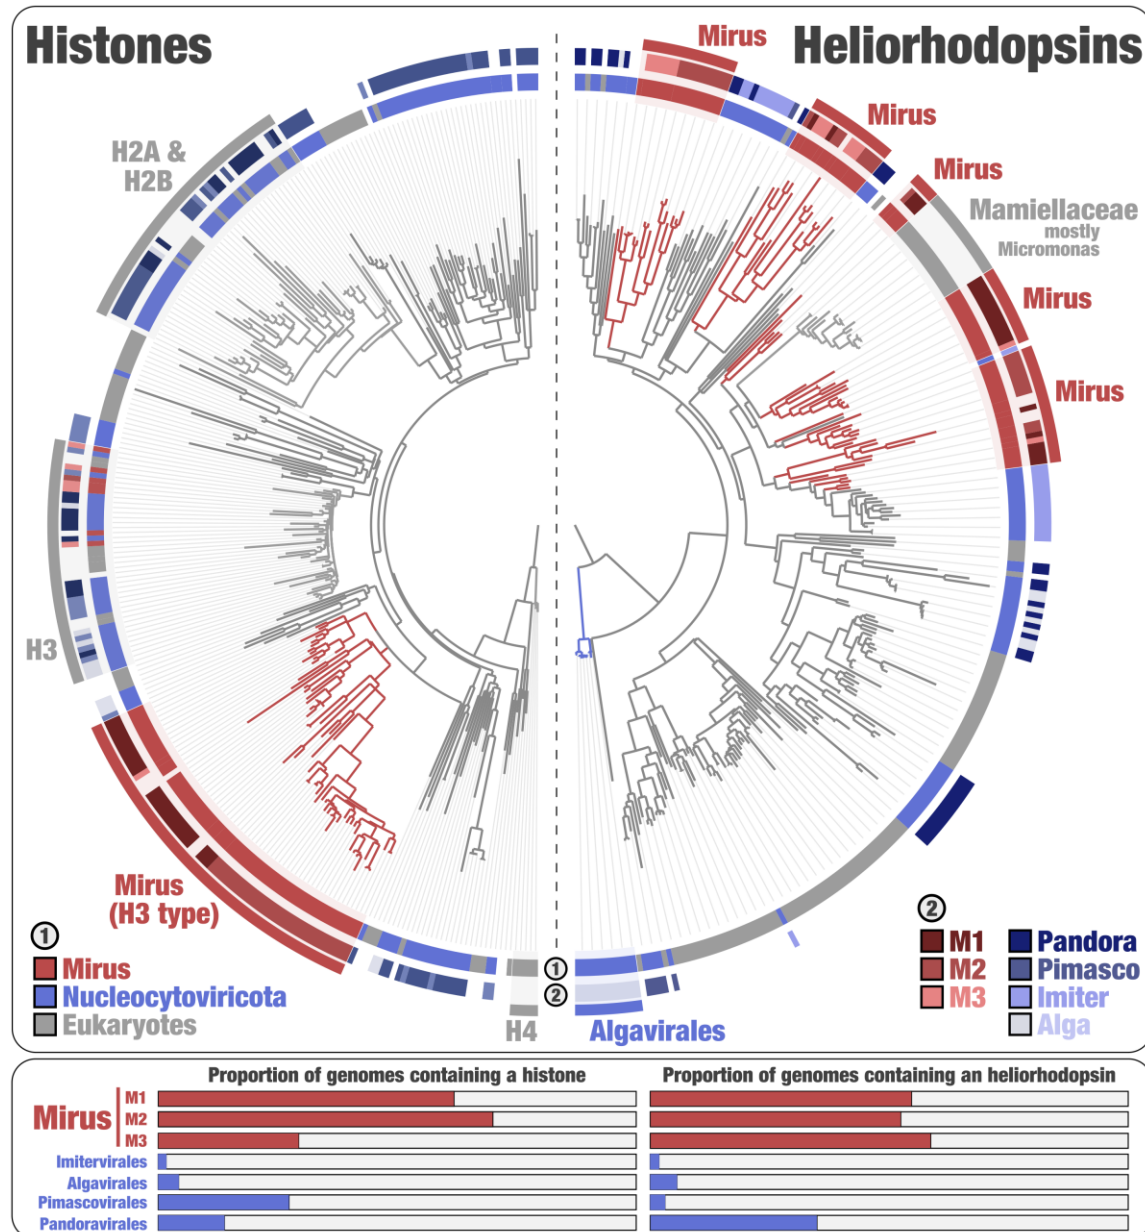 Histones
Heliorhodopsins
Mirus
Mirus
Mirus
Mamiellaceae
mostly
Micromonas
Mirus
Mirus
H2A &
H2B
H3
Mirus
(H3 type)
1
Mirus
Nucleocytoviricota
Eukaryotes
H4
1
2
Algavirales
2
M1
M2
M3
Pandora
Pimasco
Imiter
Alga
Proportion of genomes containing a histone
Proportion of genomes containing an heliorhodopsin
Mirus
M1
M2
M3
Imitervirales
Algavirales
Pimascovirales
Pandoravirales